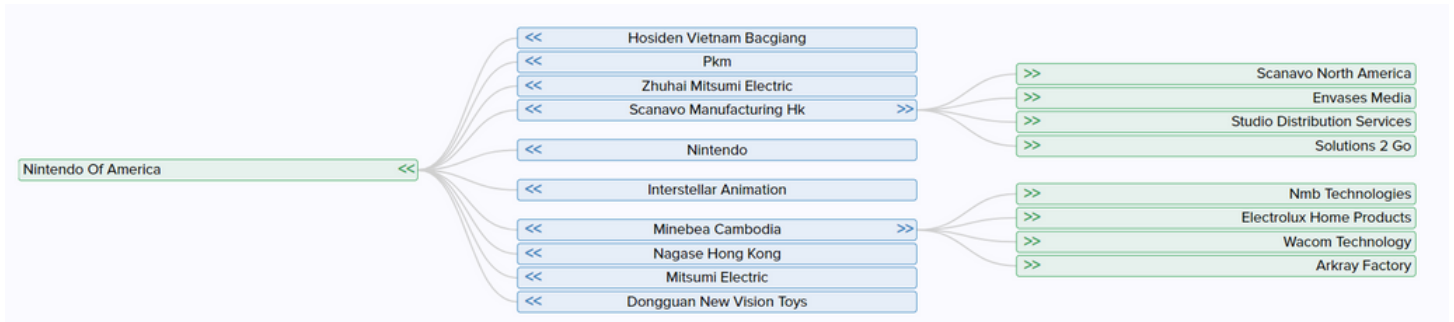 Nintendo Of America <<
<< Hosiden Vietnam Bacgiang
<< Pkm
<< Zhuhai Mitsumi Electric
<< Scanavo Manufacturing Hk >>
<< Nintendo
<< Interstellar Animation
<< Minebea Cambodia >>
<< Nagase Hong Kong
<< Mitsumi Electric
<< Dongguan New Vision Toys
>> Scanavo North America
>> Envases Media
>> Studio Distribution Services
>> Solutions 2 Go
>> Nmb Technologies
>> Electrolux Home Products
>> Wacom Technology
>> Arkray Factory